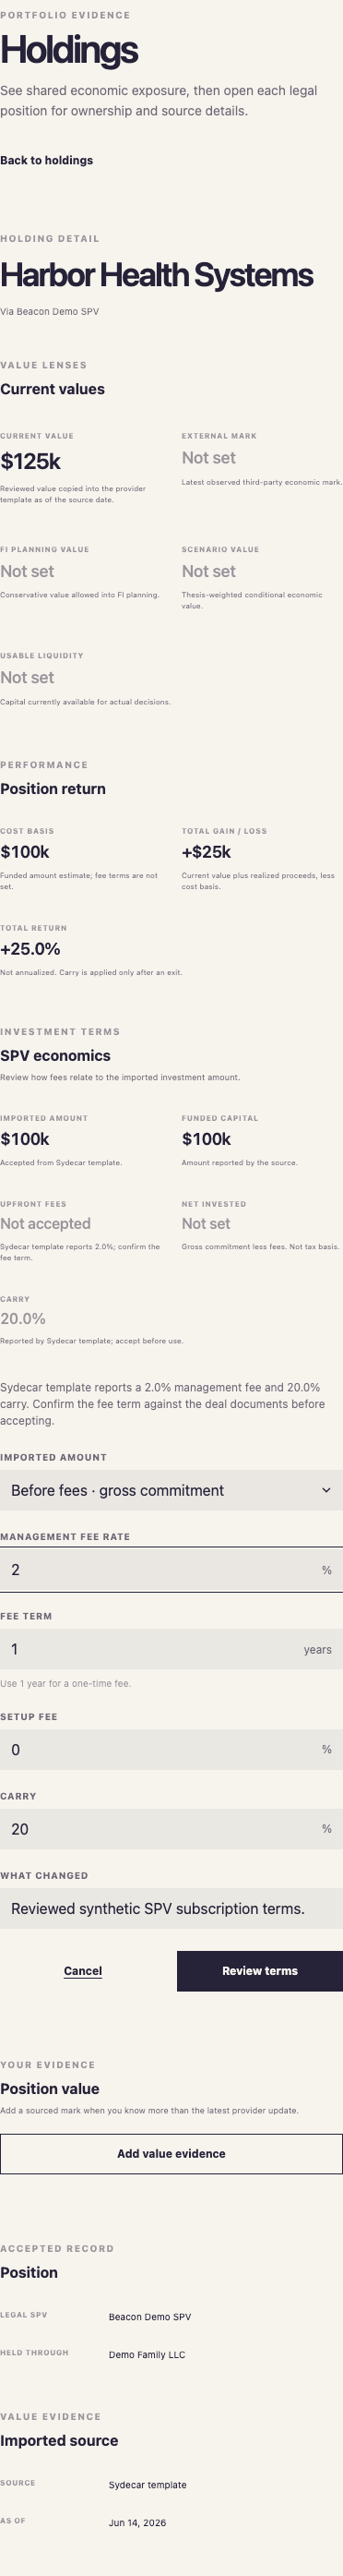 PORTFOLIO EVIDENCE
Holdings
See shared economic exposure, then open each legal
position for ownership and source details.
Back to holdings
HOLDING DETAIL
Harbor Health Systems
Via Beacon Demo SPV
VALUE LENSES
Current values
CURRENT VALUE
$125k
Reviewed value copied into the provider
template as of the source date.
EXTERNAL MARK
Not set
Latest observed third-party economic mark.
FI PLANNING VALUE
Not set
Conservative value allowed into FI planning.
SCENARIO VALUE
Not set
Thesis-weighted conditional economic
value.
USABLE LIQUIDITY
Not set
Capital currently available for actual decisions.
PERFORMANCE
Position return
COST BASIS
$100k
Funded amount estimate; fee terms are not
set.
TOTAL GAIN / LOSS
+$25k
Current value plus realized proceeds, less
cost basis.
TOTAL RETURN
+25.0%
Not annualized. Carry is applied only after an exit.
INVESTMENT TERMS
SPV economics
Review how fees relate to the imported investment amount.
IMPORTED AMOUNT
$100k
Accepted from Sydecar template.
FUNDED CAPITAL
$100k
Amount reported by the source.
UPFRONT FEES
Not accepted
Sydecar template reports 2.0%; confirm the
fee term.
NET INVESTED
Not set
Gross commitment less fees. Not tax basis.
CARRY
20.0%
Reported by Sydecar template; accept before use.
Sydecar template reports a 2.0% management fee and 20.0%
carry. Confirm the fee term against the deal documents before
accepting.
IMPORTED AMOUNT
Before fees · gross commitment
MANAGEMENT FEE RATE
2 %
FEE TERM
1 years
Use 1 year for a one-time fee.
SETUP FEE
0 %
CARRY
20 %
WHAT CHANGED
Reviewed synthetic SPV subscription terms.
Cancel
Review terms
YOUR EVIDENCE
Position value
Add a sourced mark when you know more than the latest provider update.
Add value evidence
ACCEPTED RECORD
Position
LEGAL SPV
Beacon Demo SPV
HELD THROUGH
Demo Family LLC
VALUE EVIDENCE
Imported source
SOURCE
Sydecar template
AS OF
Jun 14, 2026